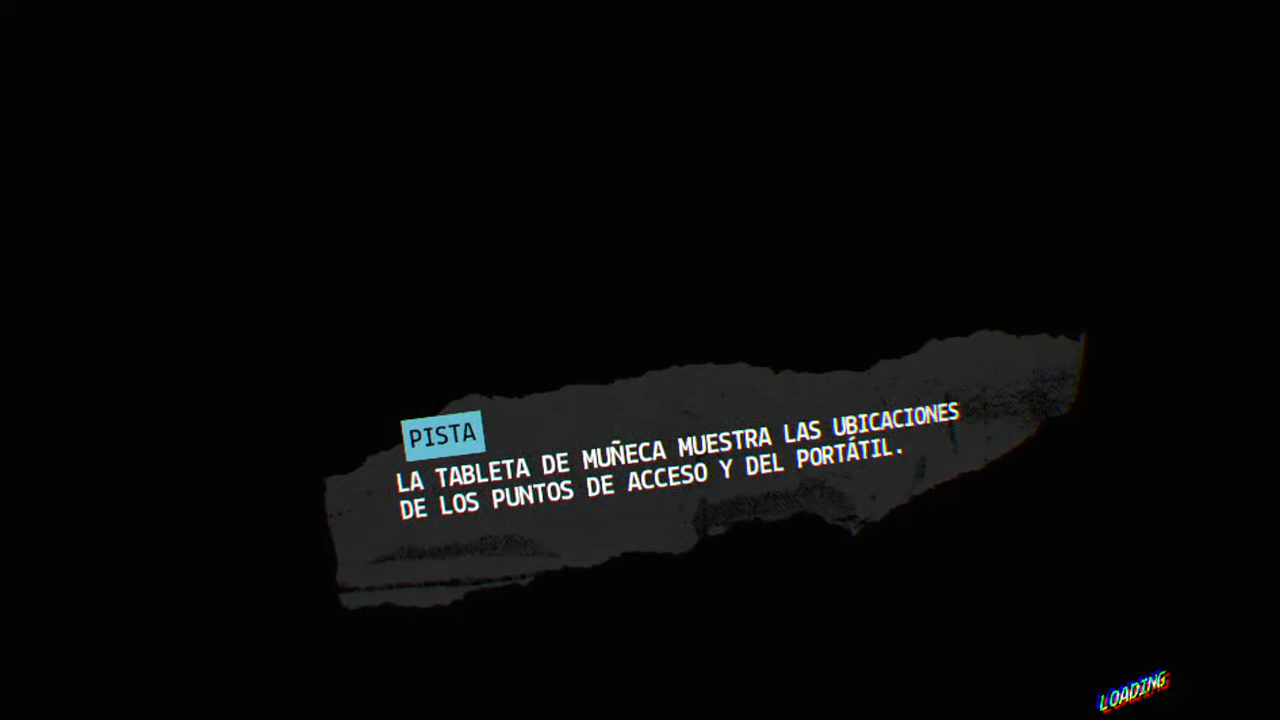 PISTA
LA TABLETA DE MUÑECA MUESTRA LAS UBICACIONES
DE LOS PUNTOS DE ACCESO Y DEL PORTÁTIL.
LOADING